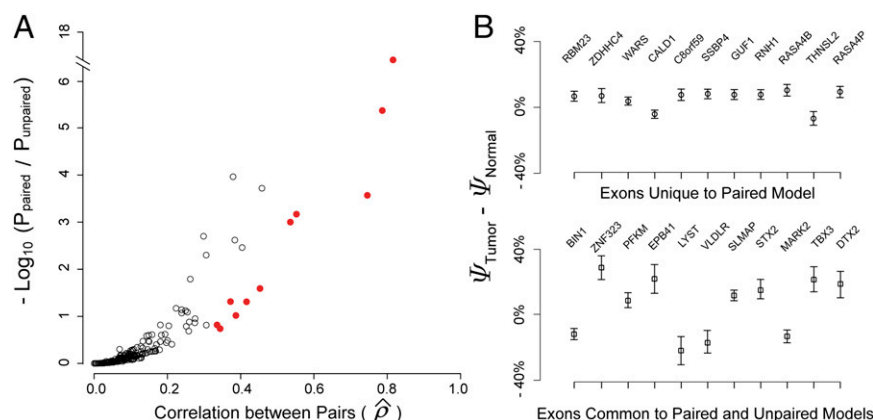 A
- Log10 (Ppaired / Punpaired)
18
6
5
4
3
2
1
0
0.0 0.2 0.4 0.6 0.8 1.0
Correlation between Pairs ( ρ̂ )
B
ΨTumor - ΨNormal
40%
0%
- 40%
RBM23 ZDHHC4 WARS CALD1 C8orf59 SSBP4 GUF1 RNH1 RASA4B THNSL2 RASA4P
Exons Unique to Paired Model
40%
0%
- 40%
BIN1 ZNF323 PFKM EPB41 LYST VLDLR SLMAP STX2 MARK2 TBX3 DTX2
Exons Common to Paired and Unpaired Models